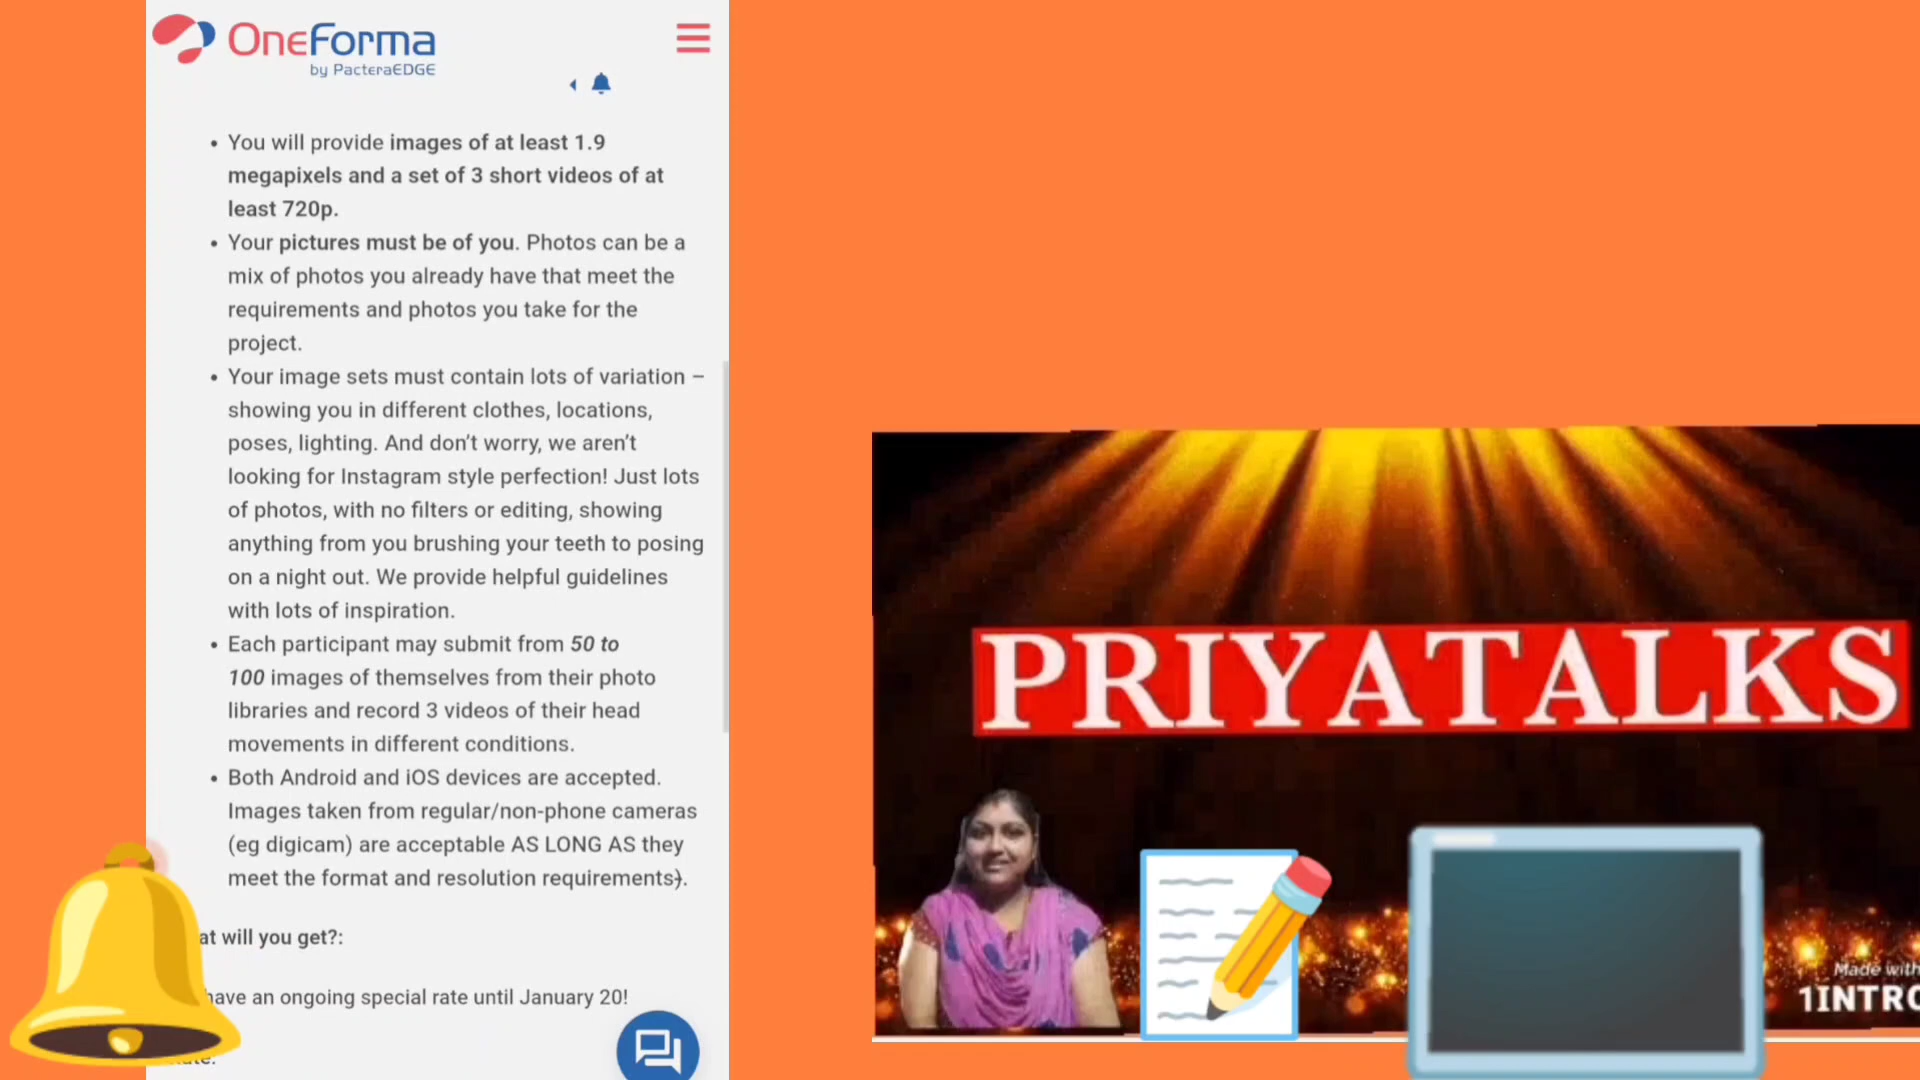 OneForma
by PactEraEDGE
• You will provide images of at least 1.9
megapixels and a set of 3 short videos of at
least 720p.
• Your pictures must be of you. Photos can be a
mix of photos you already have that meet the
requirements and photos you take for the
project.
• Your image sets must contain lots of variation –
showing you in different clothes, locations,
poses, lighting. And don’t worry, we aren’t
looking for Instagram style perfection! Just lots
of photos, with no filters or editing, showing
anything from you brushing your teeth to posing
on a night out. We provide helpful guidelines
with lots of inspiration.
• Each participant may submit from 50 to
100 images of themselves from their photo
libraries and record 3 videos of their head
movements in different conditions.
• Both Android and iOS devices are accepted.
Images taken from regular/non-phone cameras
(eg digicam) are acceptable AS LONG AS they
meet the format and resolution requirements).
at will you get?:
have an ongoing special rate until January 20!
PRIYATALKS
Made with
1INTRO